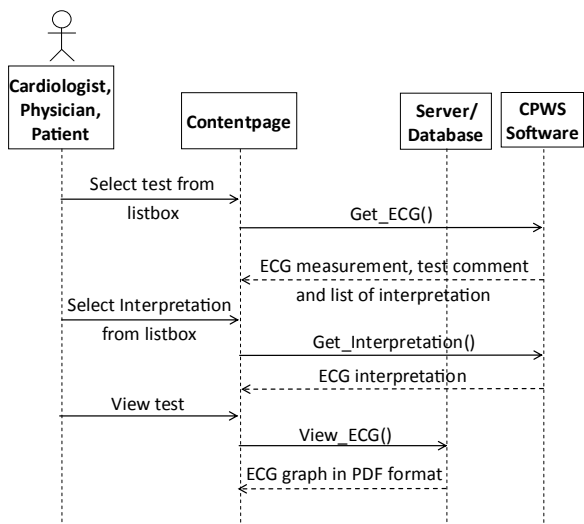 Cardiologist,
Physician,
Patient
Contentpage
Server/
Database
CPWS
Software
Select test from
listbox
Get_ECG()
ECG measurement, test comment
and list of interpretation
Select Interpretation
from listbox
Get_Interpretation()
ECG interpretation
View test
View_ECG()
ECG graph in PDF format